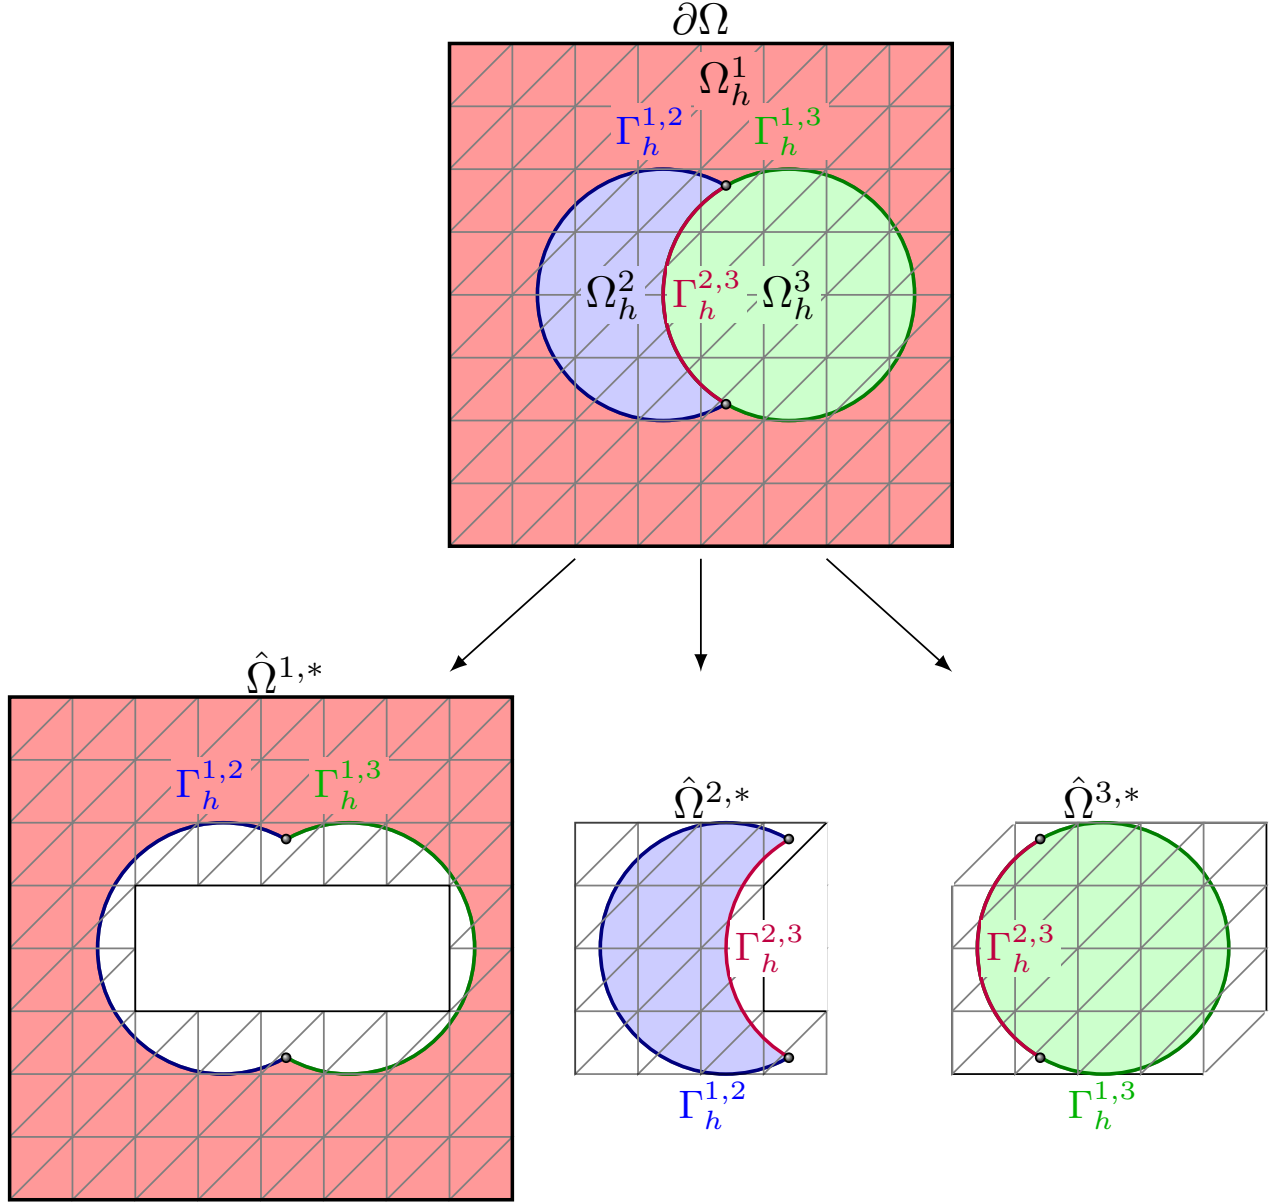 ∂Ω
Ω_h^1
Γ_h^{1,2} Γ_h^{1,3}
Ω_h^2 Γ_h^{2,3} Ω_h^3
Ω̂^{1,∗}
Γ_h^{1,2} Γ_h^{1,3}
Ω̂^{2,∗}
Γ_h^{2,3}
Γ_h^{1,2}
Ω̂^{3,∗}
Γ_h^{2,3}
Γ_h^{1,3}